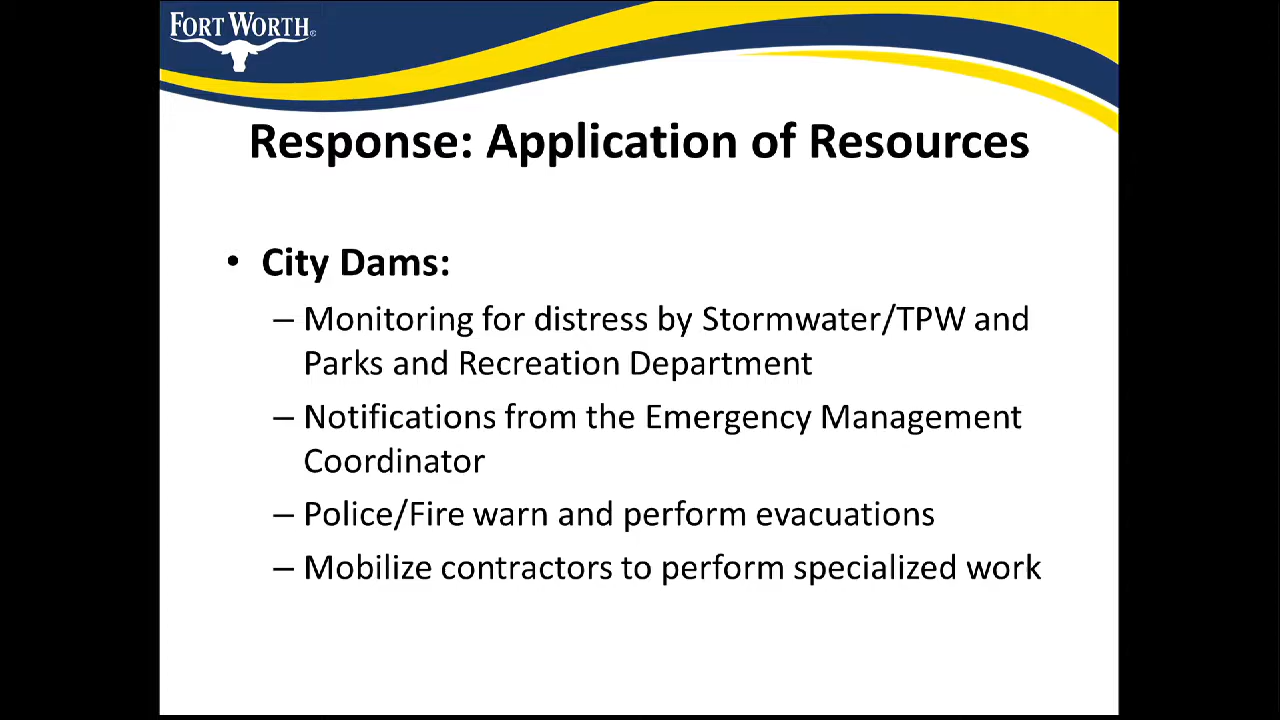 FORT WORTH®
Response: Application of Resources
• City Dams:
– Monitoring for distress by Stormwater/TPW and
Parks and Recreation Department
– Notifications from the Emergency Management
Coordinator
– Police/Fire warn and perform evacuations
– Mobilize contractors to perform specialized work